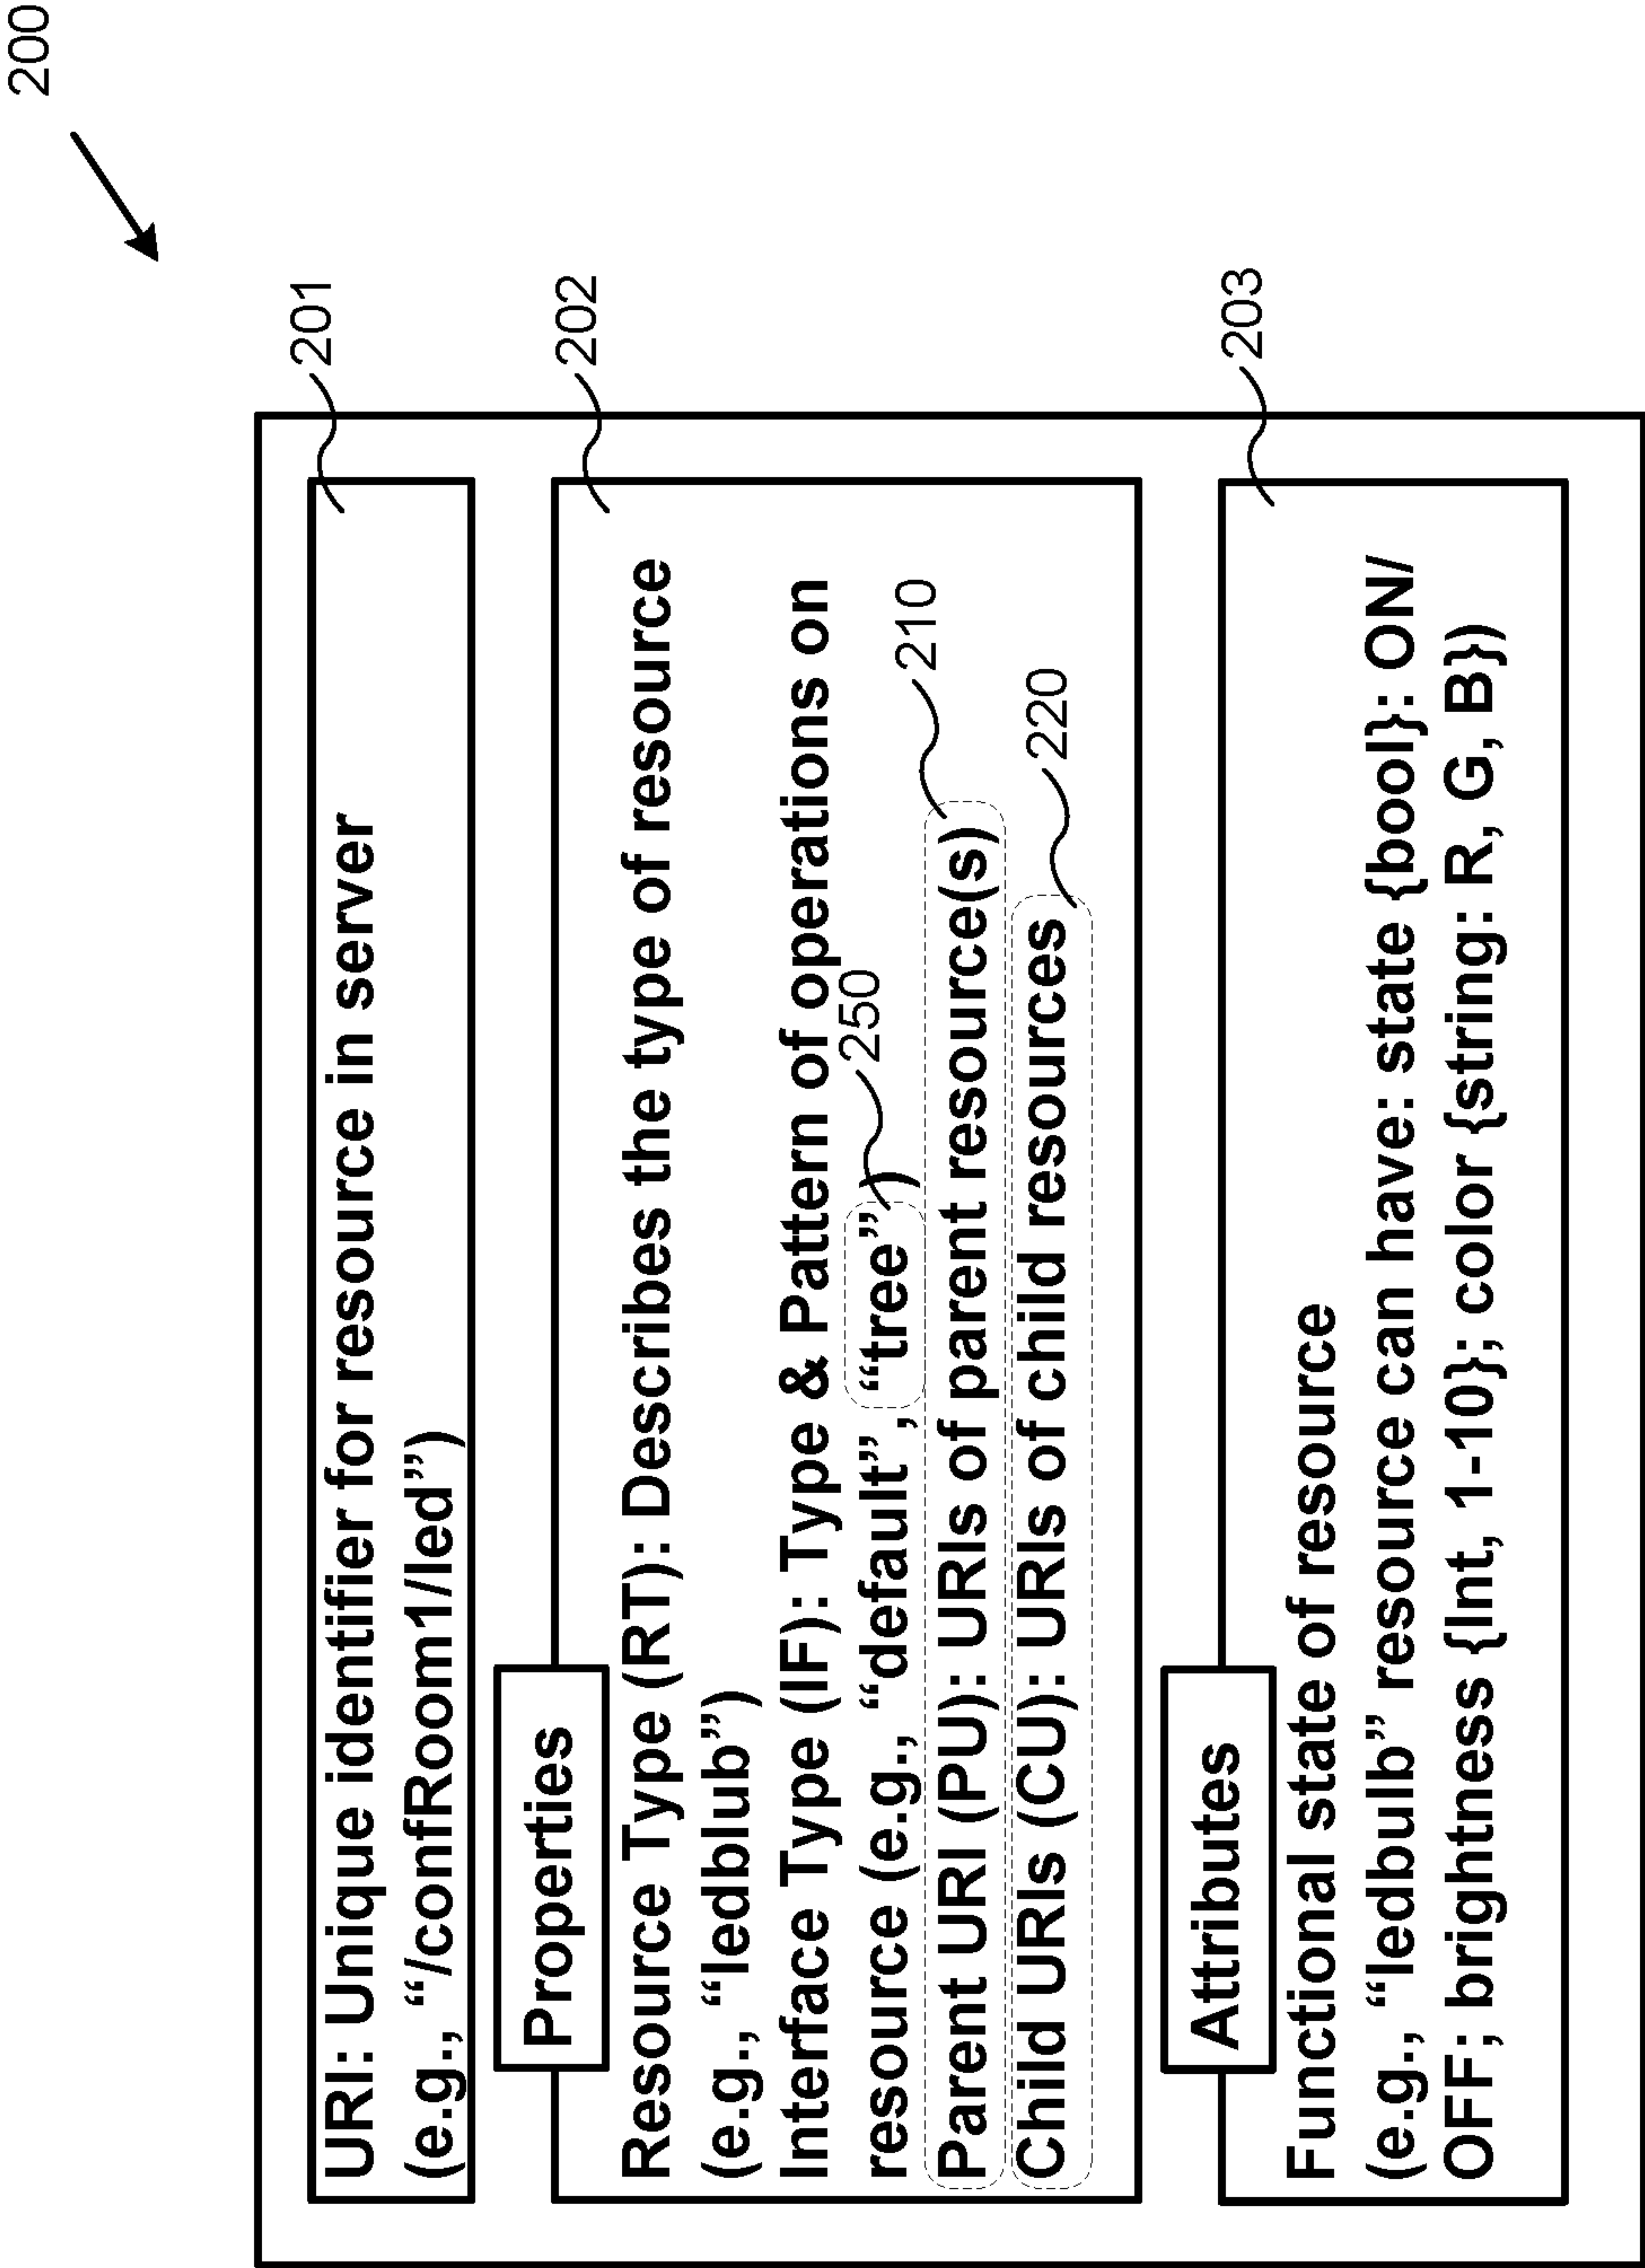 200
201
URI: Unique identifier for resource in server
(e.g., “/confRoom1/led”)
202
Properties
Resource Type (RT): Describes the type of resource
(e.g., “ledblub”)
Interface Type (IF): Type & Pattern of operations on
250
resource (e.g., “default”, “tree”)
210
Parent URI (PU): URIs of parent resource(s)
220
Child URIs (CU): URIs of child resources
203
Attributes
Functional state of resource
(e.g., “ledbulb” resource can have: state {bool}: ON/
OFF; brightness {Int, 1-10}; color {string: R, G, B})